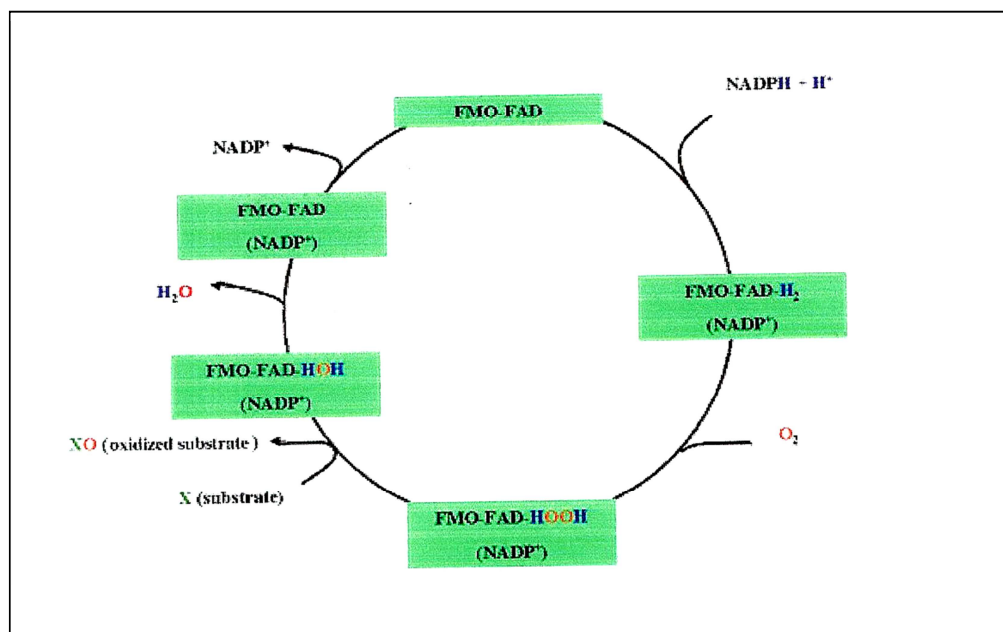 FMO-FAD
NADPH + H⁺
NADP⁺
FMO-FAD
(NADP⁺)
H₂O
FMO-FAD-H₂
(NADP⁺)
FMO-FAD-HOH
(NADP⁺)
XO (oxidized substrate)
O₂
X (substrate)
FMO-FAD-HOOH
(NADP⁺)